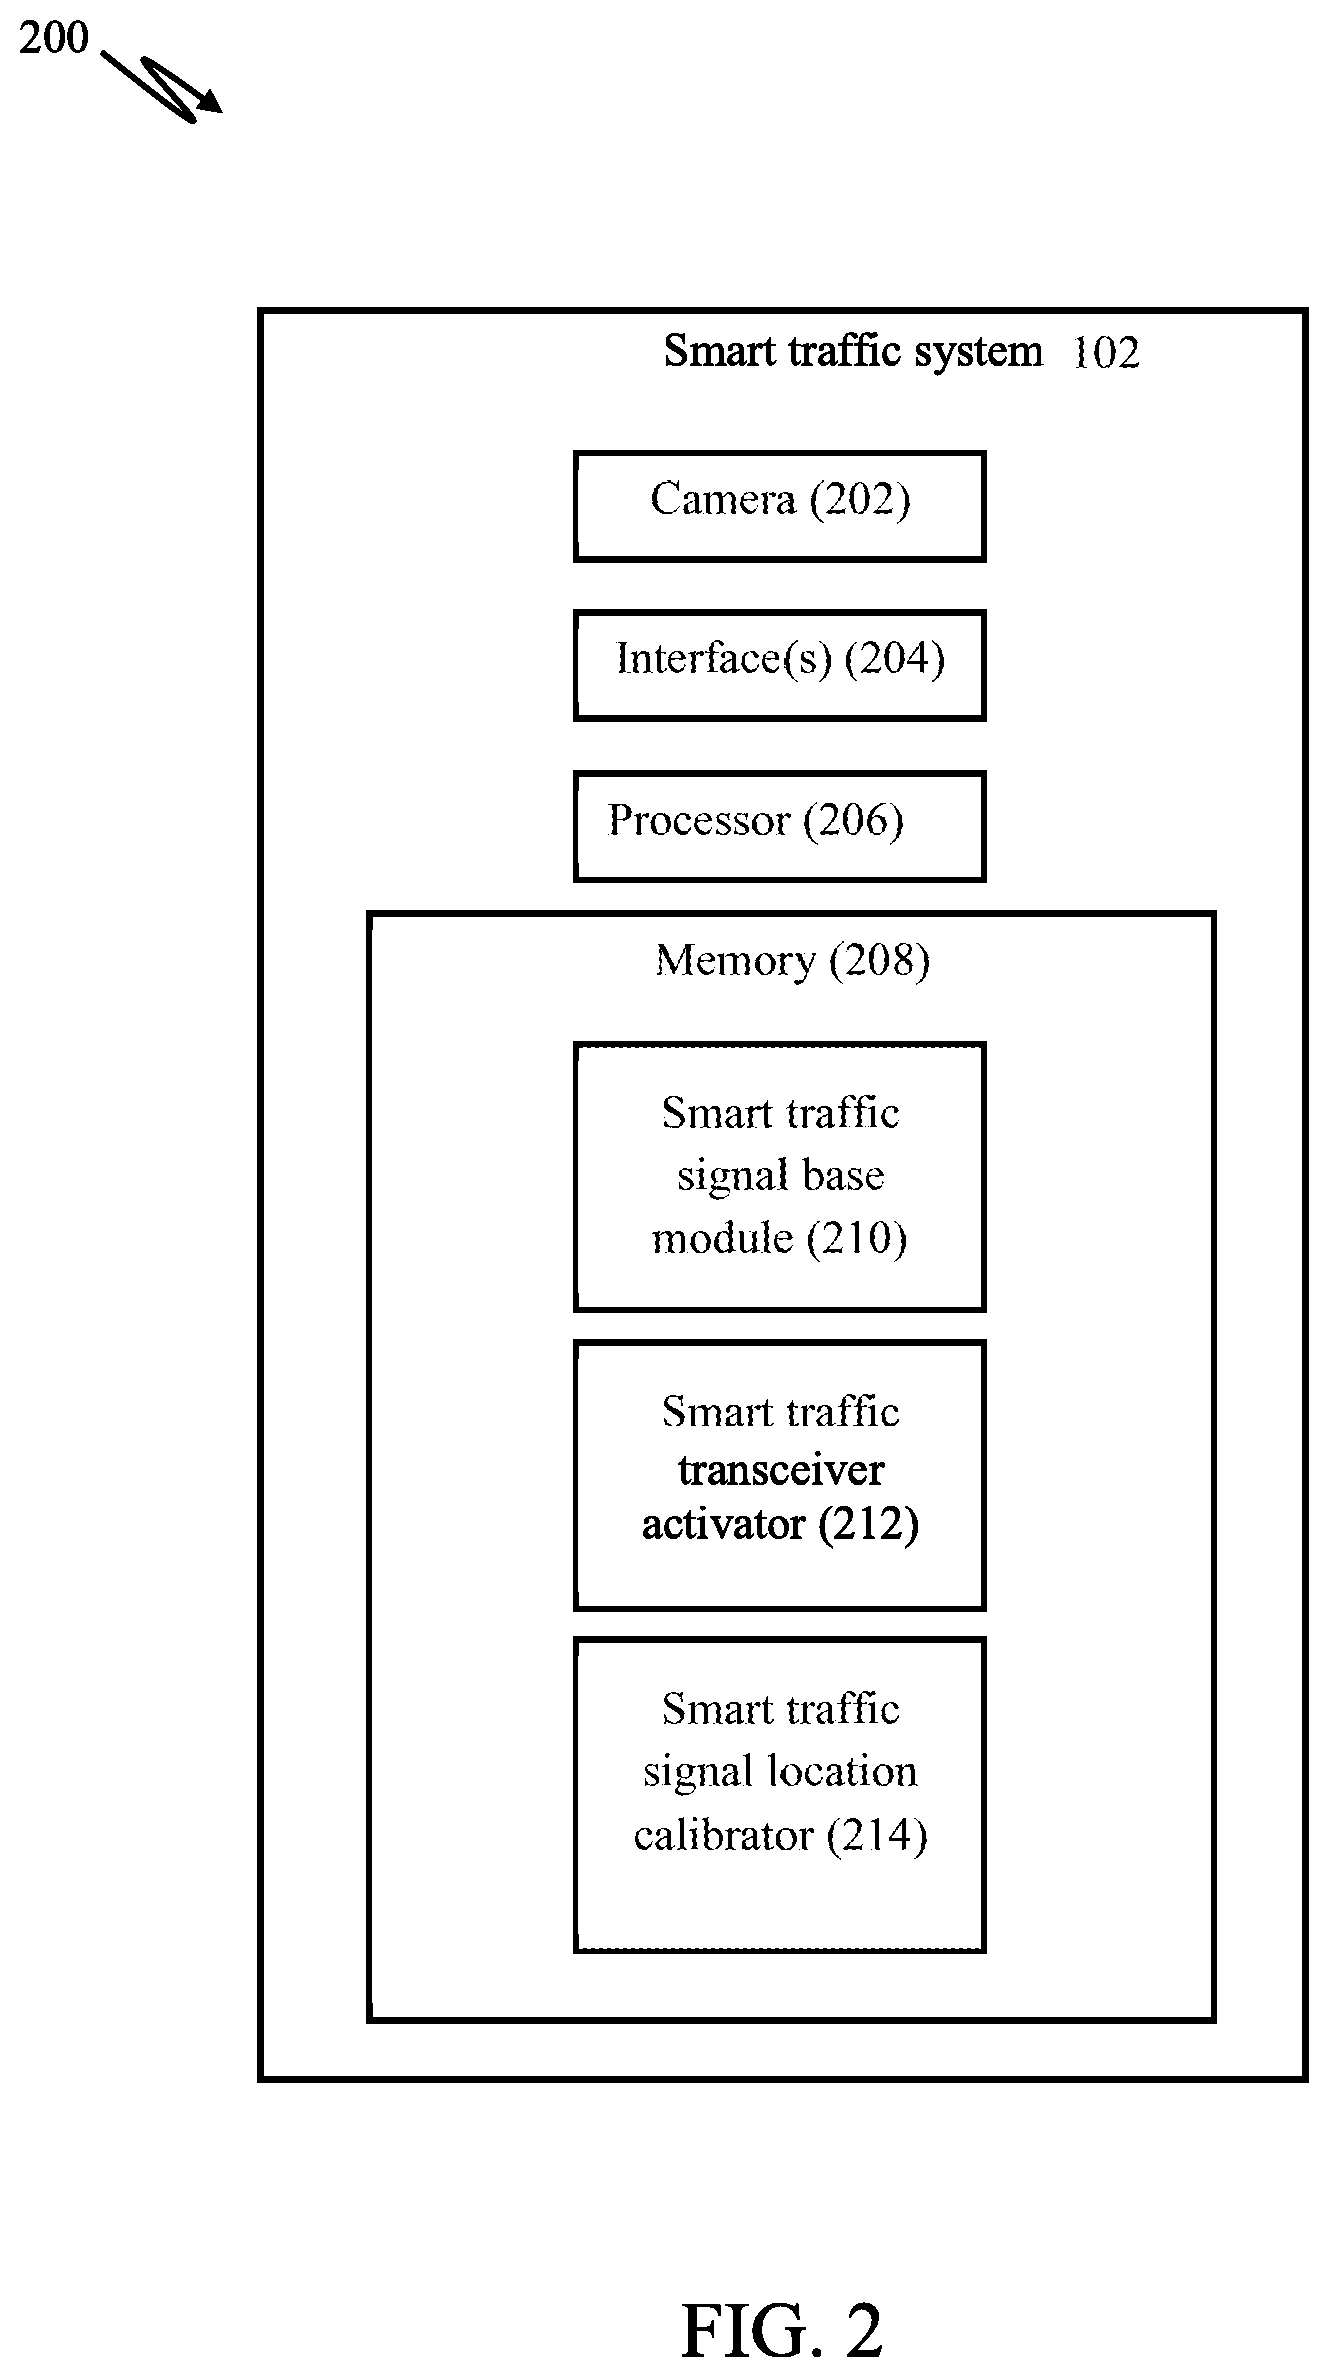 200
Smart traffic system 102
Camera (202)
Interface(s) (204)
Processor (206)
Memory (208)
Smart traffic
signal base
module (210)
Smart traffic
transceiver
activator (212)
Smart traffic
signal location
calibrator (214)
FIG. 2